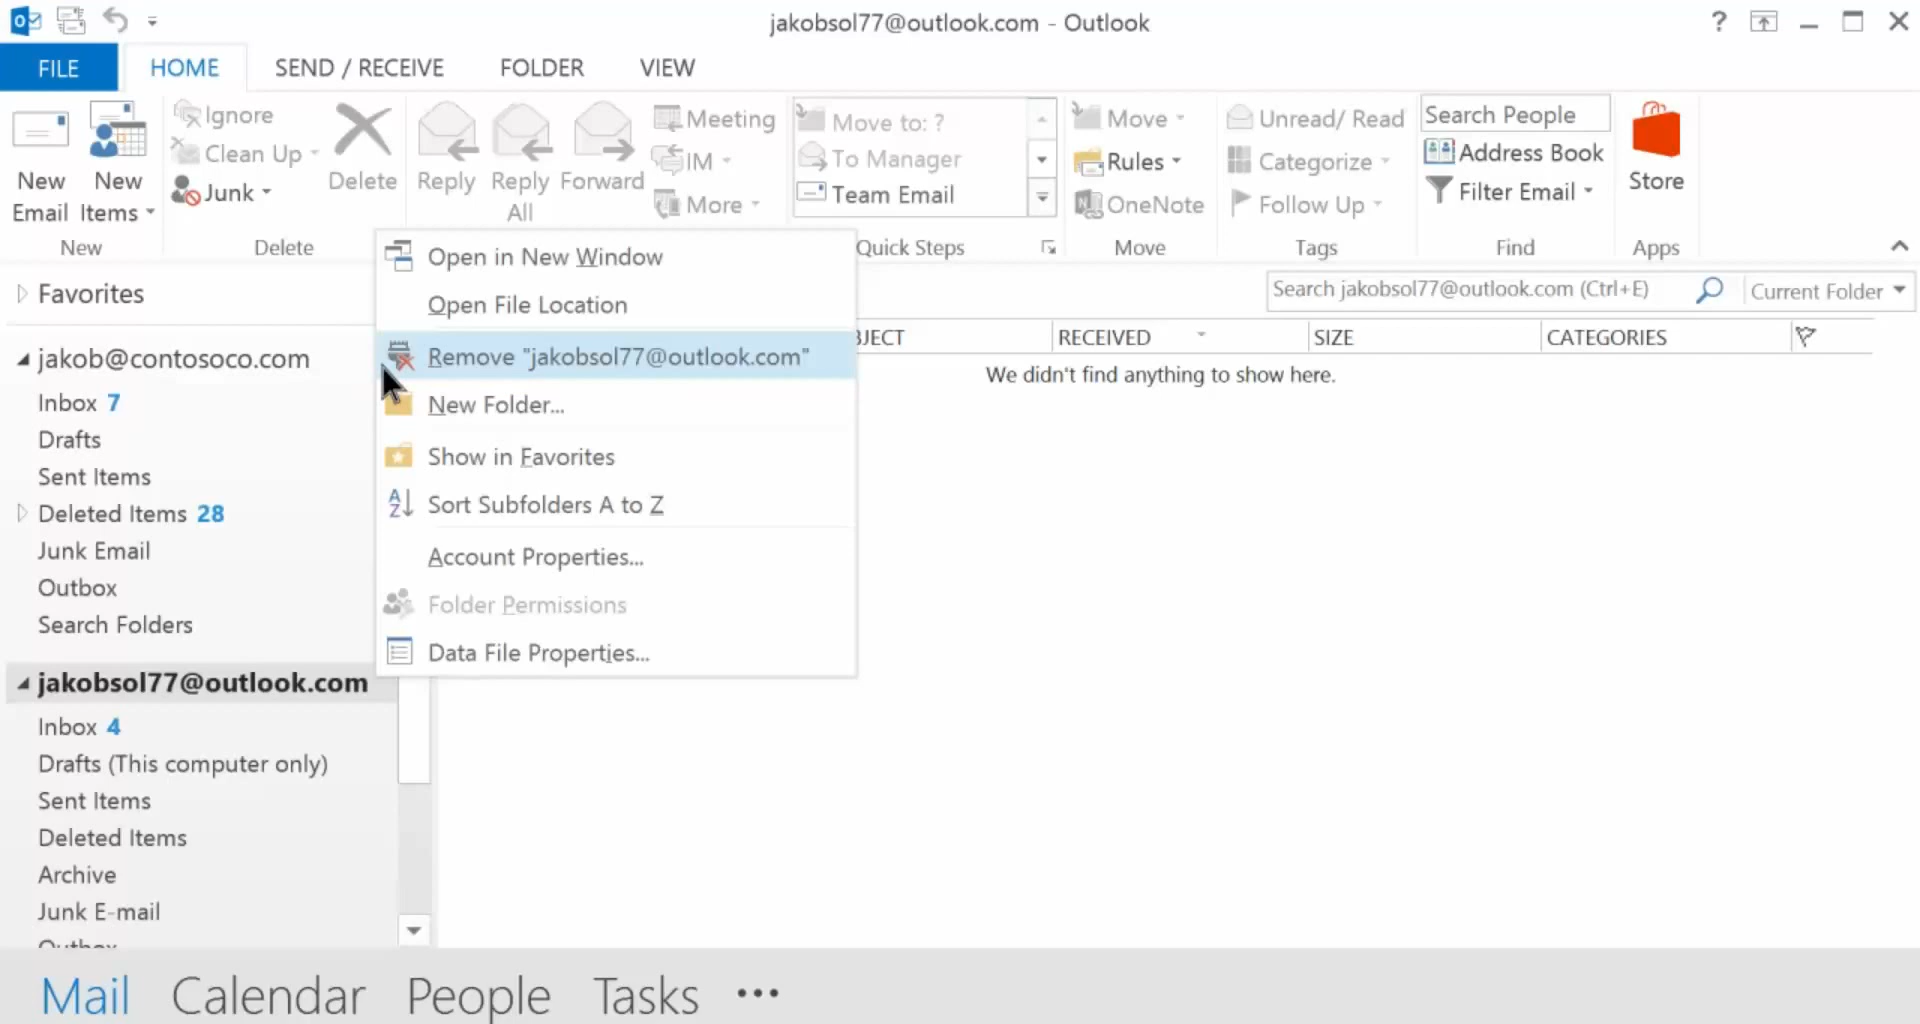 jakobsol77@outlook.com - Outlook
?
FILE
HOME
SEND / RECEIVE
FOLDER
VIEW
New
Email
New
Items
New
Ignore
Clean Up
Junk
Delete
Delete
Reply
Reply
All
Forward
Meeting
IM
More
Move to: ?
To Manager
Team Email
Quick Steps
Move
Rules
OneNote
Move
Unread/ Read
Categorize
Follow Up
Tags
Search People
Address Book
Filter Email
Find
Store
Apps
Favorites
jakob@contosoco.com
Inbox 7
Drafts
Sent Items
Deleted Items 28
Junk Email
Outbox
Search Folders
jakobsol77@outlook.com
Inbox 4
Drafts (This computer only)
Sent Items
Deleted Items
Archive
Junk E-mail
Outbox
Open in New Window
Open File Location
Remove "jakobsol77@outlook.com"
New Folder...
Show in Favorites
Sort Subfolders A to Z
Account Properties...
Folder Permissions
Data File Properties...
Search jakobsol77@outlook.com (Ctrl+E)
Current Folder
BJECT
RECEIVED
SIZE
CATEGORIES
We didn't find anything to show here.
Mail
Calendar
People
Tasks
•••